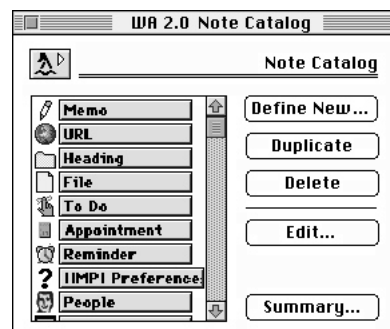 WA 2.0 Note Catalog
Note Catalog
Memo
URL
Heading
File
To Do
Appointment
Reminder
? IIMPI Preference
People
Define New...
Duplicate
Delete
Edit...
Summary...